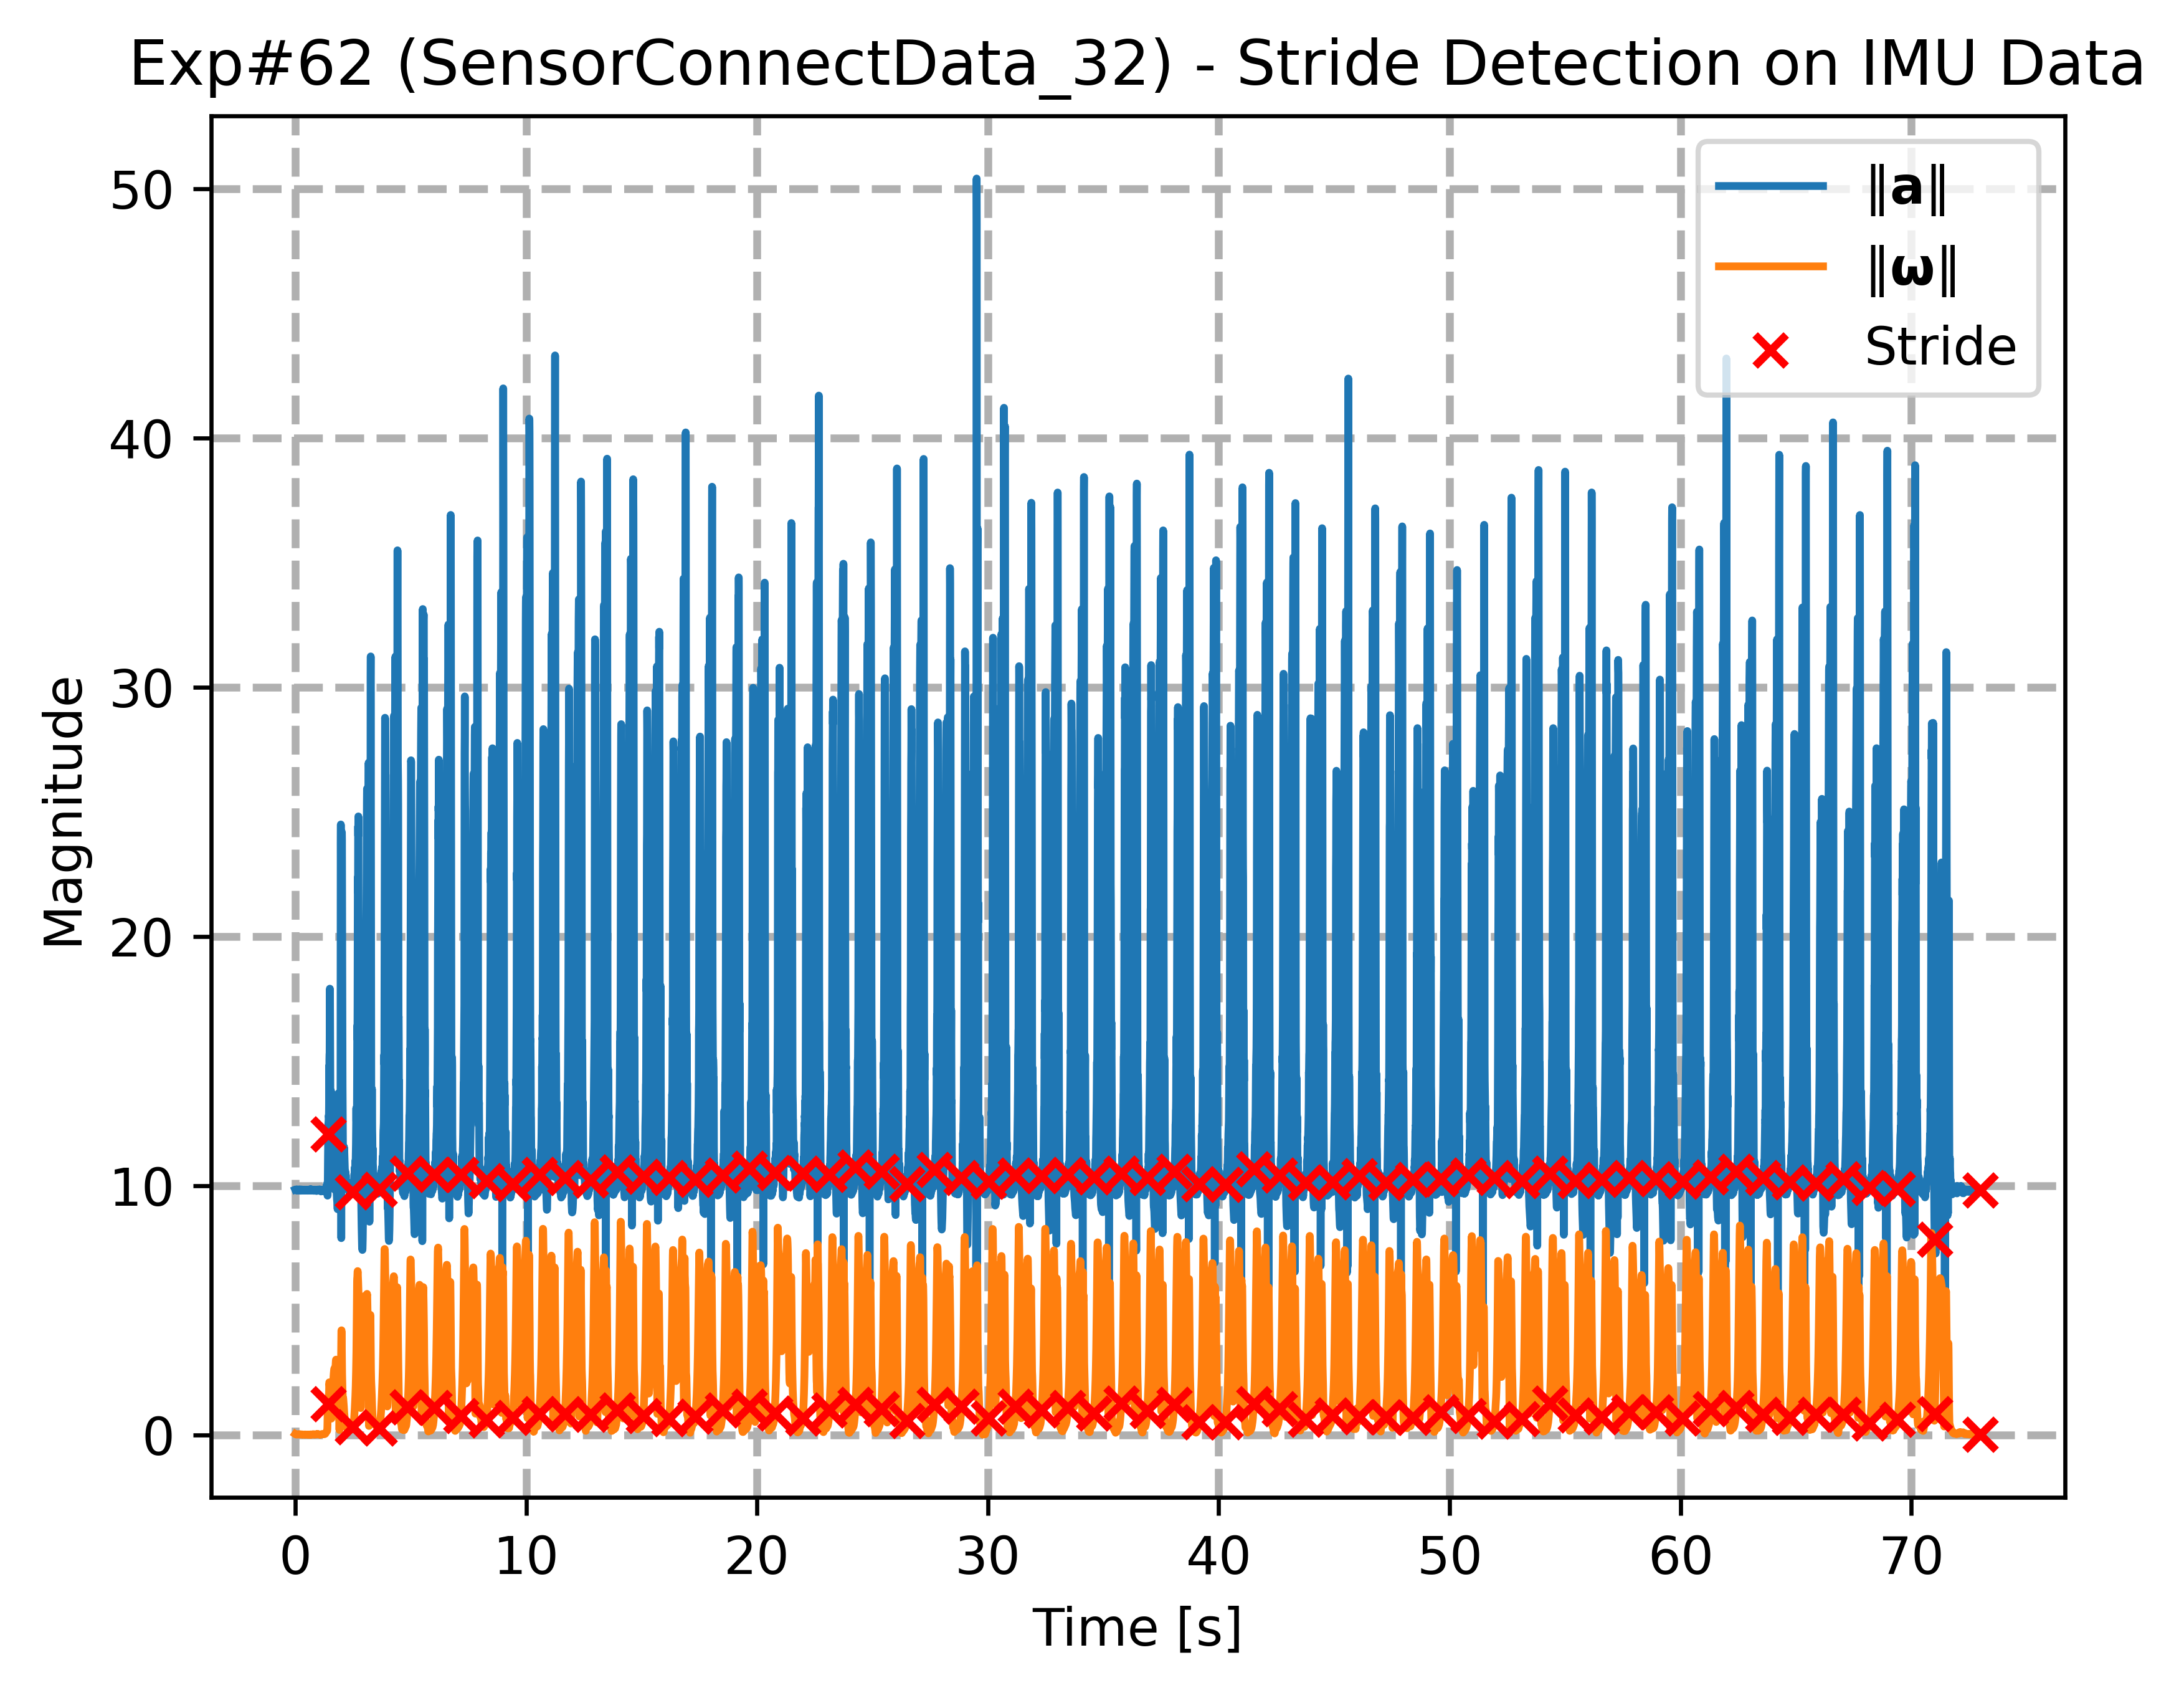 Exp#62 (SensorConnectData_32) - Stride Detection on IMU Data
‖a‖
‖ω‖
Stride
50
40
30
20
10
0
Magnitude
0 10 20 30 40 50 60 70
Time [s]